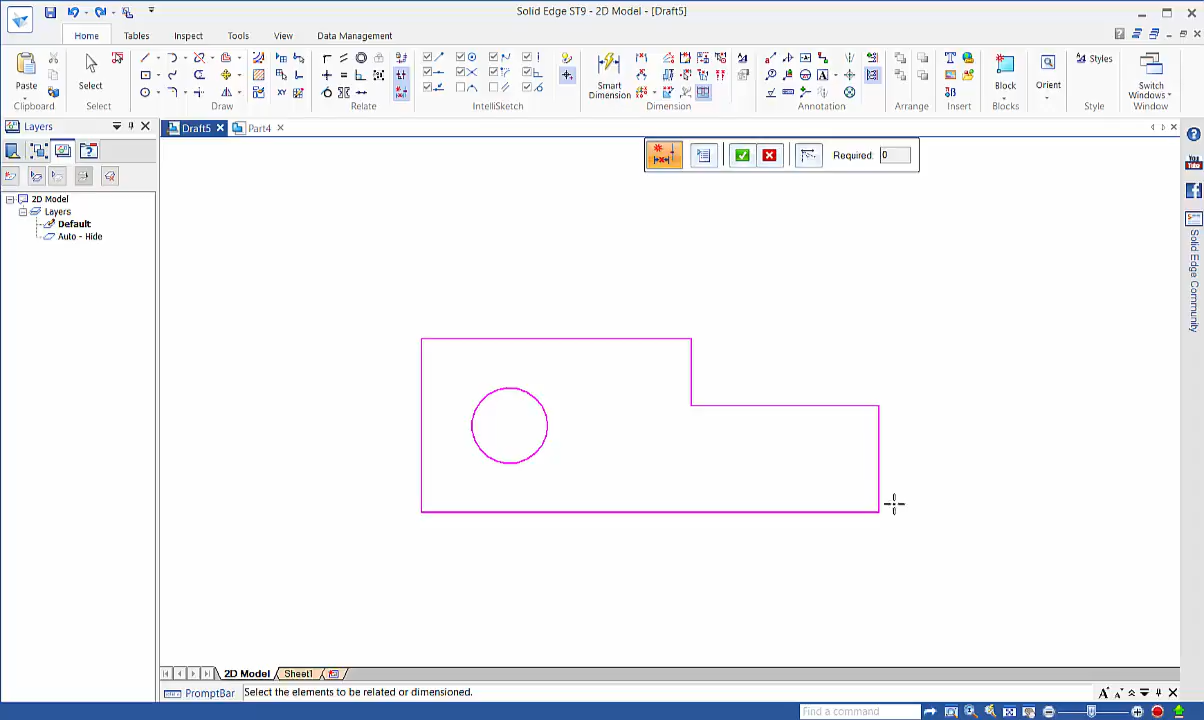 Solid Edge ST9 - 2D Model - [Draft5]
Home Tables Inspect Sketch Tools View Data Management
Paste
Select
Smart Dimension
Block
Orient
Styles
Switch Windows
Clipboard Select Draw Relate IntelliSketch Dimension Annotation Arrange Insert Blocks Style Window
Layers
Draft5
Part4
Required: 0
2D Model
Layers
Default
Auto - Hide
Solid Edge Community
2D Model Sheet1
PromptBar Select the elements to be related or dimensioned.
Find a command